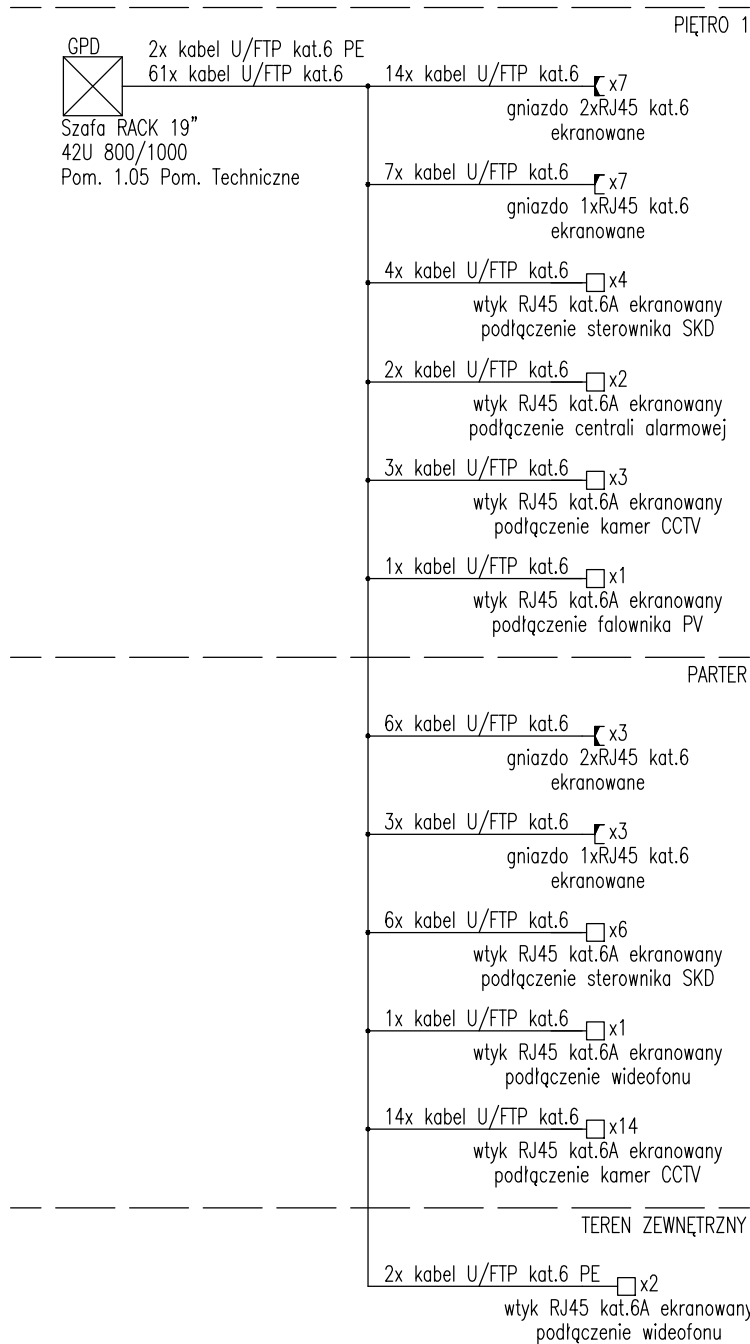 PIĘTRO 1
GPD
2x kabel U/FTP kat.6 PE
61x kabel U/FTP kat.6
Szafa RACK 19"
42U 800/1000
Pom. 1.05 Pom. Techniczne
14x kabel U/FTP kat.6
x7
gniazdo 2xRJ45 kat.6
ekranowane
7x kabel U/FTP kat.6
x7
gniazdo 1xRJ45 kat.6
ekranowane
4x kabel U/FTP kat.6
x4
wtyk RJ45 kat.6A ekranowany
podłączenie sterownika SKD
2x kabel U/FTP kat.6
x2
wtyk RJ45 kat.6A ekranowany
podłączenie centrali alarmowej
3x kabel U/FTP kat.6
x3
wtyk RJ45 kat.6A ekranowany
podłączenie kamer CCTV
1x kabel U/FTP kat.6
x1
wtyk RJ45 kat.6A ekranowany
podłączenie falownika PV
PARTER
6x kabel U/FTP kat.6
x3
gniazdo 2xRJ45 kat.6
ekranowane
3x kabel U/FTP kat.6
x3
gniazdo 1xRJ45 kat.6
ekranowane
6x kabel U/FTP kat.6
x6
wtyk RJ45 kat.6A ekranowany
podłączenie sterownika SKD
1x kabel U/FTP kat.6
x1
wtyk RJ45 kat.6A ekranowany
podłączenie wideofonu
14x kabel U/FTP kat.6
x14
wtyk RJ45 kat.6A ekranowany
podłączenie kamer CCTV
TEREN ZEWNĘTRZNY
2x kabel U/FTP kat.6 PE
x2
wtyk RJ45 kat.6A ekranowany
podłączenie wideofonu